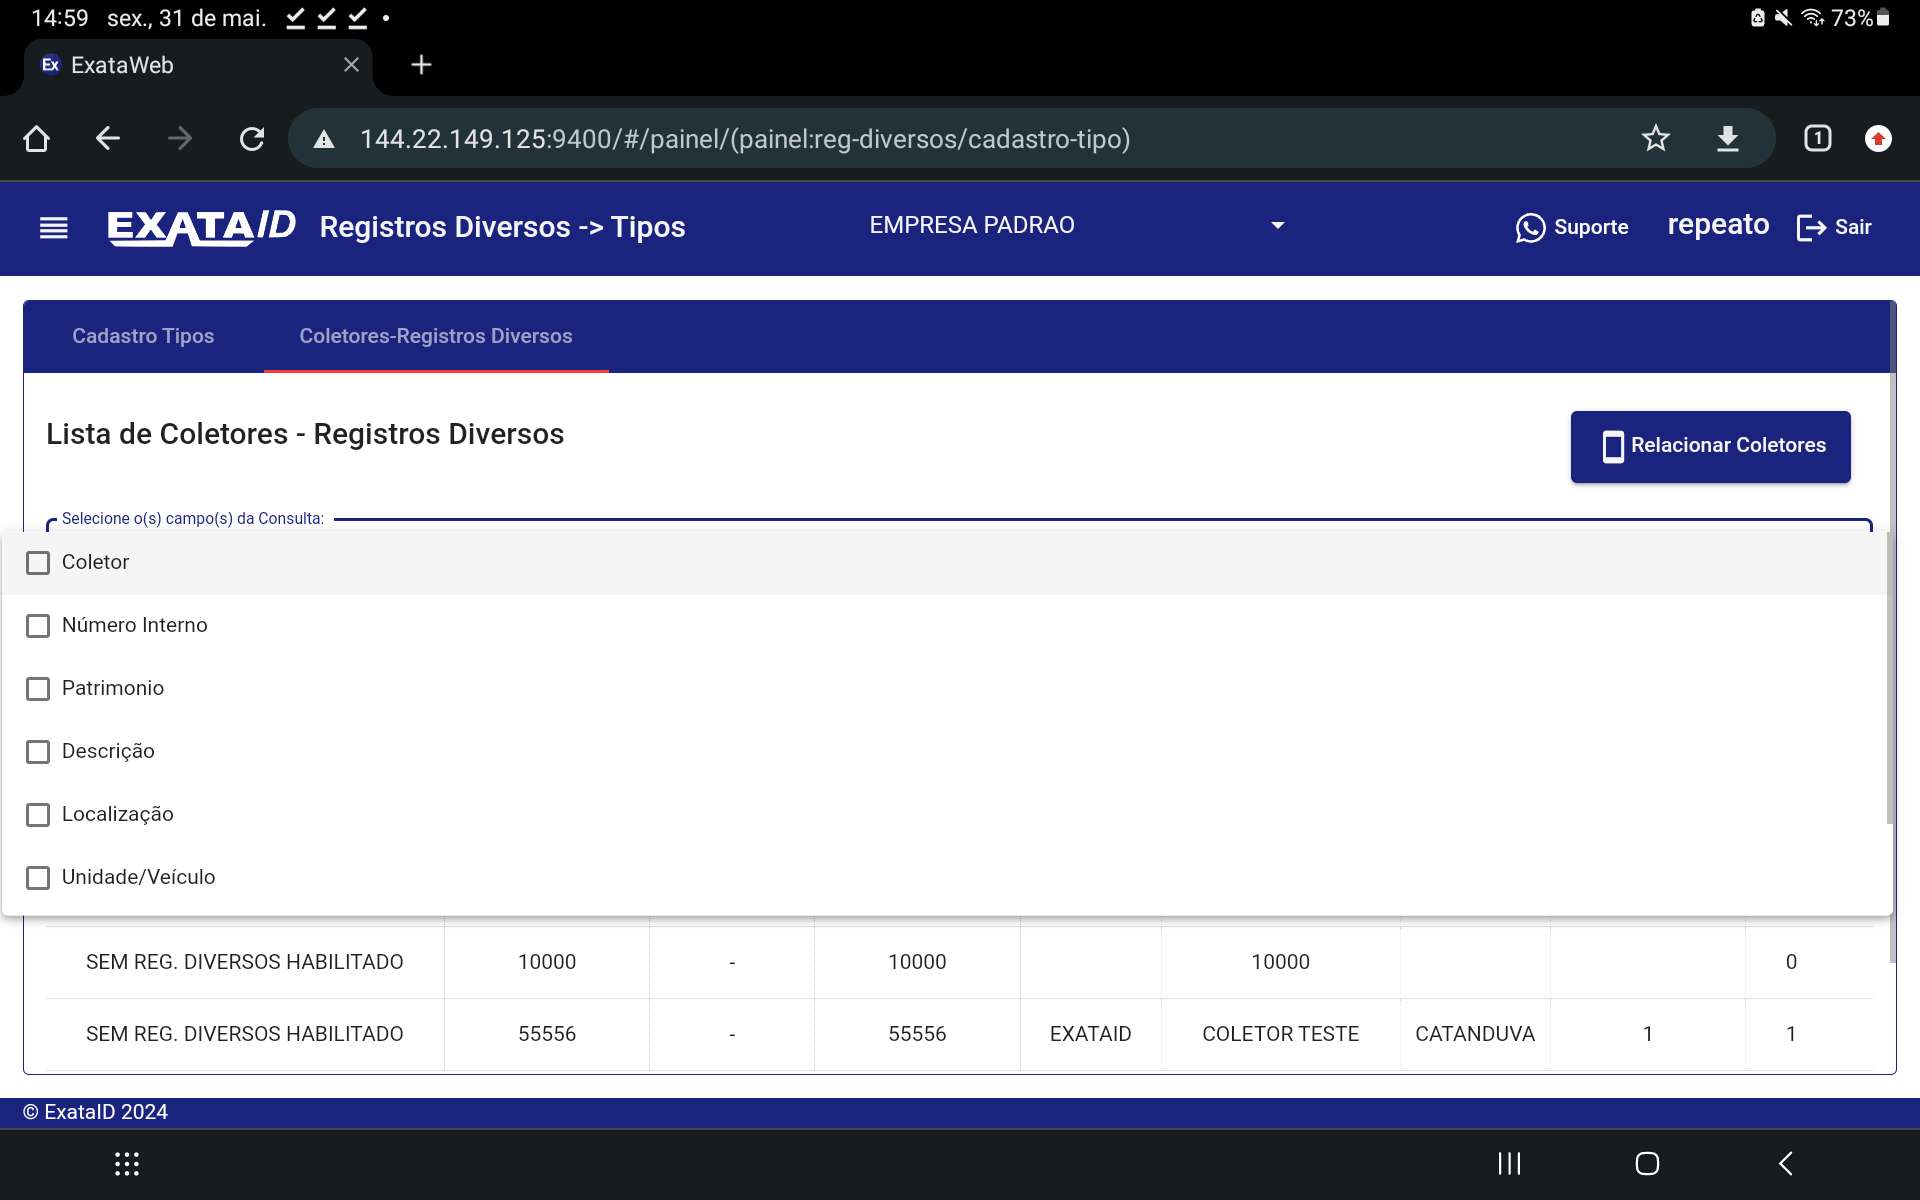 14:59 sex., 31 de mai.
73%
Ex ExataWeb
144.22.149.125:9400/#/painel/(painel:reg-diversos/cadastro-tipo)
1
EXATAID Registros Diversos -> Tipos
EMPRESA PADRAO
Suporte
repeato
Sair
Cadastro Tipos
Coletores-Registros Diversos
Lista de Coletores - Registros Diversos
Relacionar Coletores
Selecione o(s) campo(s) da Consulta:
Coletor
Número Interno
Patrimonio
Descrição
Localização
Unidade/Veículo
SEM REG. DIVERSOS HABILITADO 10000 - 10000 10000 0
SEM REG. DIVERSOS HABILITADO 55556 - 55556 EXATAID COLETOR TESTE CATANDUVA 1 1
© ExataID 2024